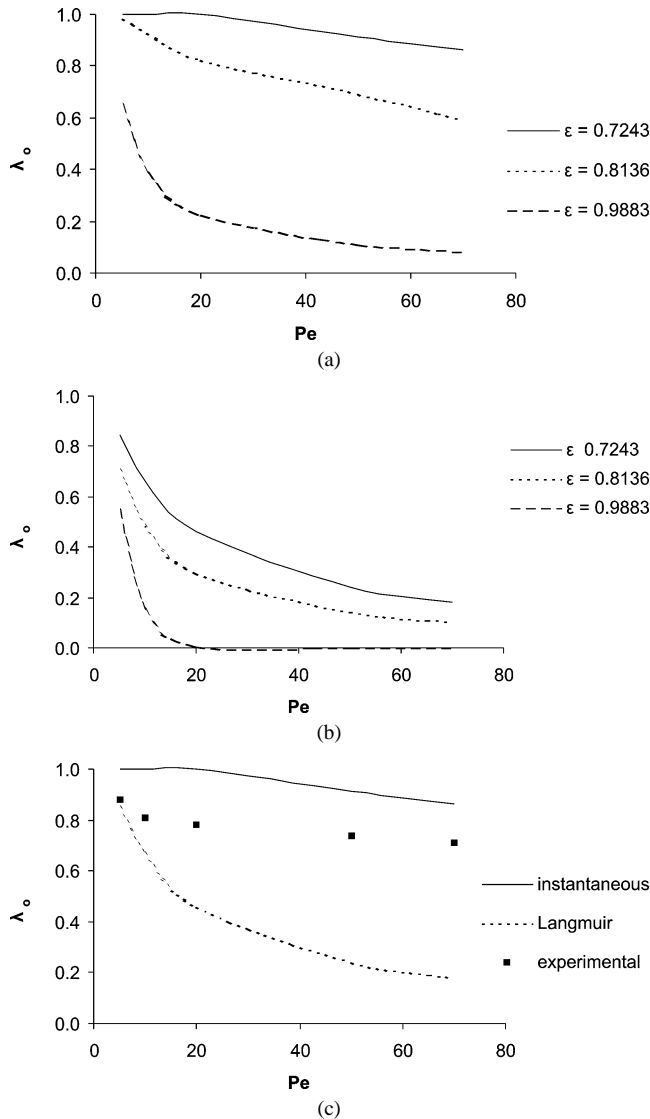 1.0
0.8
0.6
0.4
0.2
0.0
λ o
0 20 40 60 80
Pe
ε = 0.7243
ε = 0.8136
ε = 0.9883
(a)
1.0
0.8
0.6
0.4
0.2
0.0
λ o
0 20 40 60 80
Pe
ε 0.7243
ε = 0.8136
ε = 0.9883
(b)
1.0
0.8
0.6
0.4
0.2
0.0
λ o
0 20 40 60 80
Pe
instantaneous
Langmuir
experimental
(c)